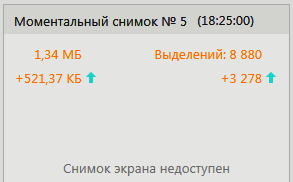 Моментальный снимок № 5 (18:25:00)
1,34 МБ Выделений: 8 880
+521,37 КБ +3 278
Снимок экрана недоступен